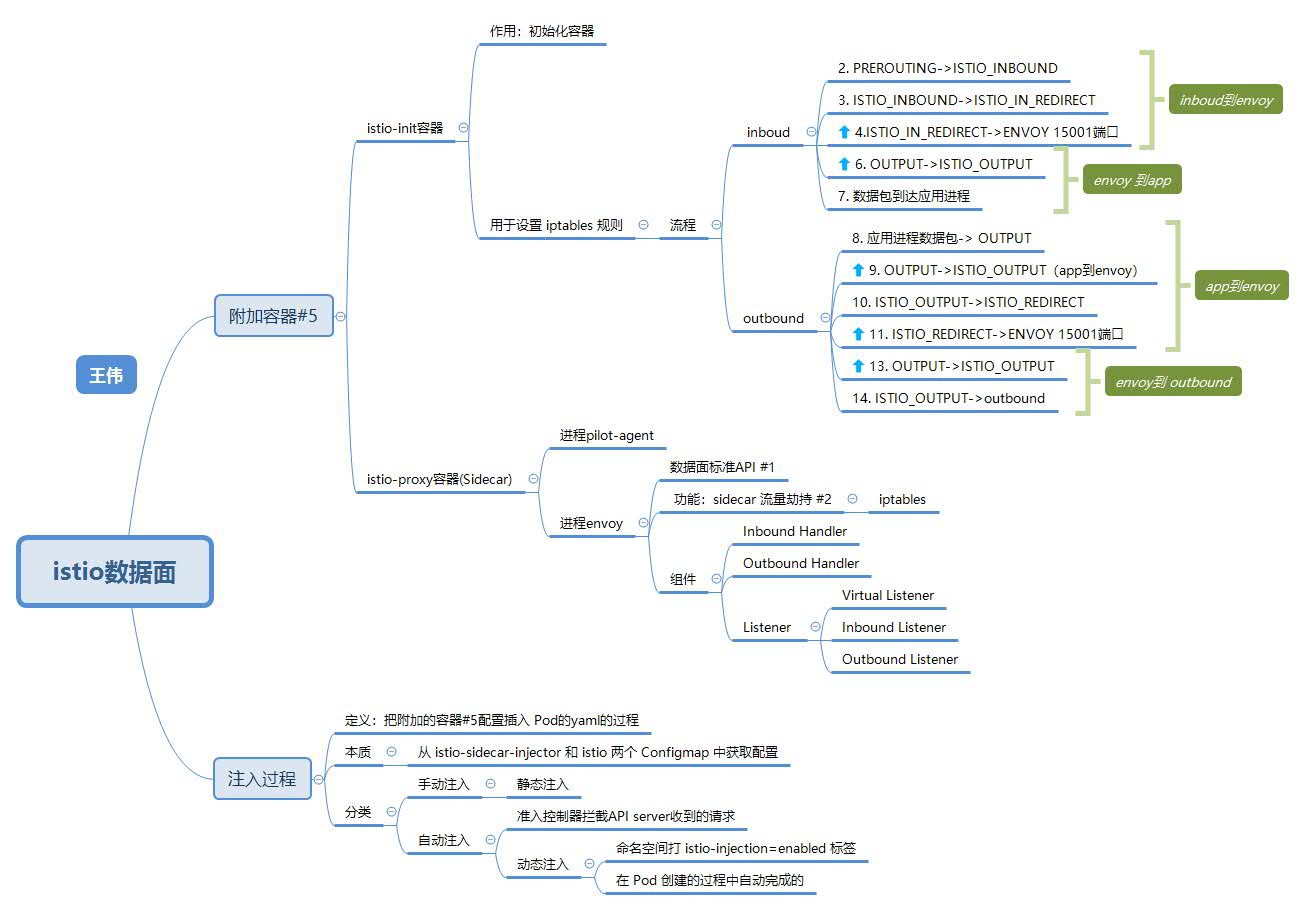 王伟
istio数据面
附加容器#5
istio-init容器
作用：初始化容器
用于设置 iptables 规则
流程
inboud
2. PREROUTING->ISTIO_INBOUND
3. ISTIO_INBOUND->ISTIO_IN_REDIRECT
4.ISTIO_IN_REDIRECT->ENVOY 15001端口
inboud到envoy
6. OUTPUT->ISTIO_OUTPUT
7. 数据包到达应用进程
envoy 到app
outbound
8. 应用进程数据包-> OUTPUT
9. OUTPUT->ISTIO_OUTPUT（app到envoy）
10. ISTIO_OUTPUT->ISTIO_REDIRECT
11. ISTIO_REDIRECT->ENVOY 15001端口
app到envoy
13. OUTPUT->ISTIO_OUTPUT
14. ISTIO_OUTPUT->outbound
envoy到 outbound
istio-proxy容器(Sidecar)
进程pilot-agent
进程envoy
数据面标准API #1
功能：sidecar 流量劫持 #2
iptables
组件
Inbound Handler
Outbound Handler
Listener
Virtual Listener
Inbound Listener
Outbound Listener
注入过程
定义：把附加的容器#5配置插入 Pod的yaml的过程
本质
从 istio-sidecar-injector 和 istio 两个 Configmap 中获取配置
分类
手动注入
静态注入
自动注入
准入控制器拦截API server收到的请求
动态注入
命名空间打 istio-injection=enabled 标签
在 Pod 创建的过程中自动完成的